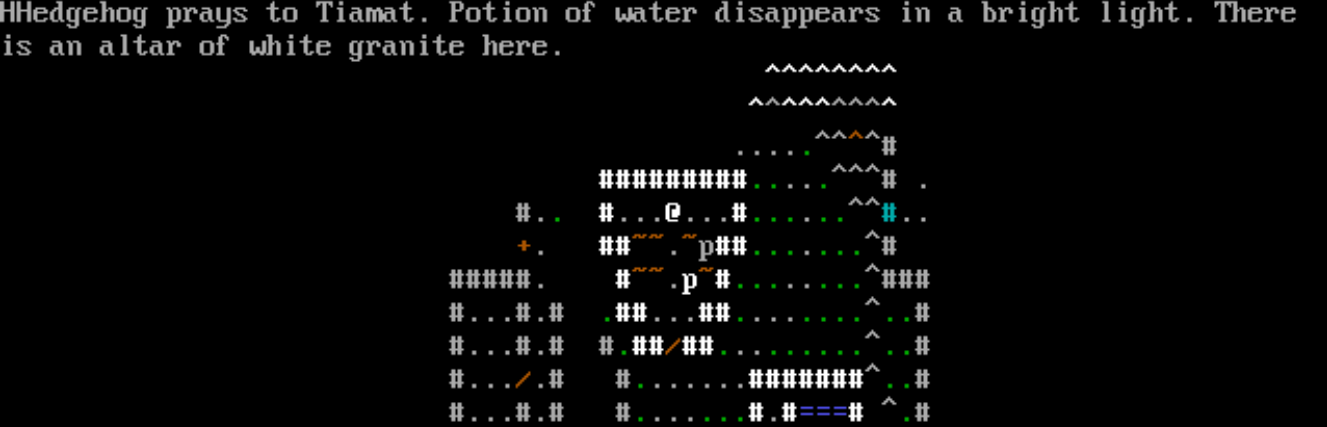 HHedgehog prays to Tiamat. Potion of water disappears in a bright light. There
is an altar of white granite here.